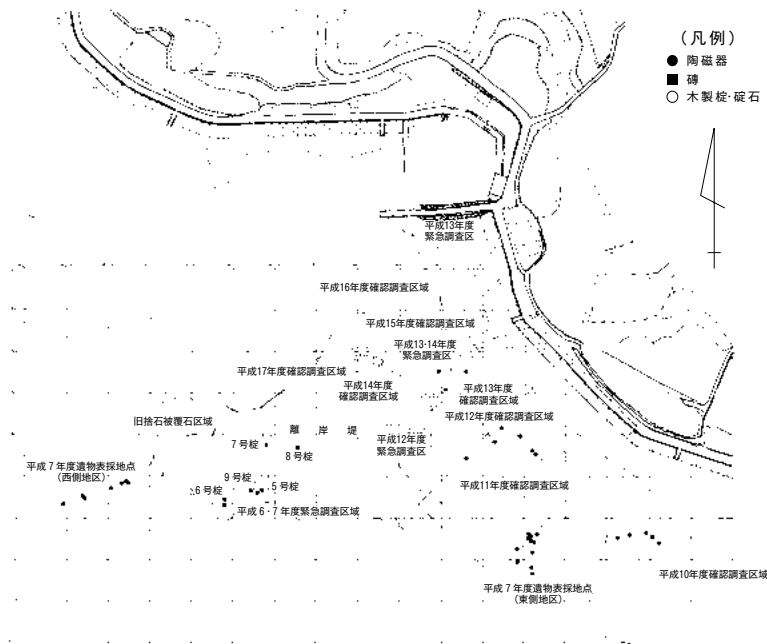 (凡例)
陶磁器
磚
木製椗・碇石
平成13年度
緊急調査区
平成16年度確認調査区域
平成15年度確認調査区域
平成13・14年度
緊急調査区
平成17年度確認調査区域
平成14年度
確認調査区域
平成13年度
確認調査区域
平成12年度確認調査区域
旧捨石被覆石区域
離岸堤
平成12年度
緊急調査区
7号椗
8号椗
平成7年度遺物表採地点
(西側地区)
9号椗
5号椗
6号椗
平成6・7年度緊急調査区域
平成11年度確認調査区域
平成7年度遺物表採地点
(東側地区)
平成10年度確認調査区域